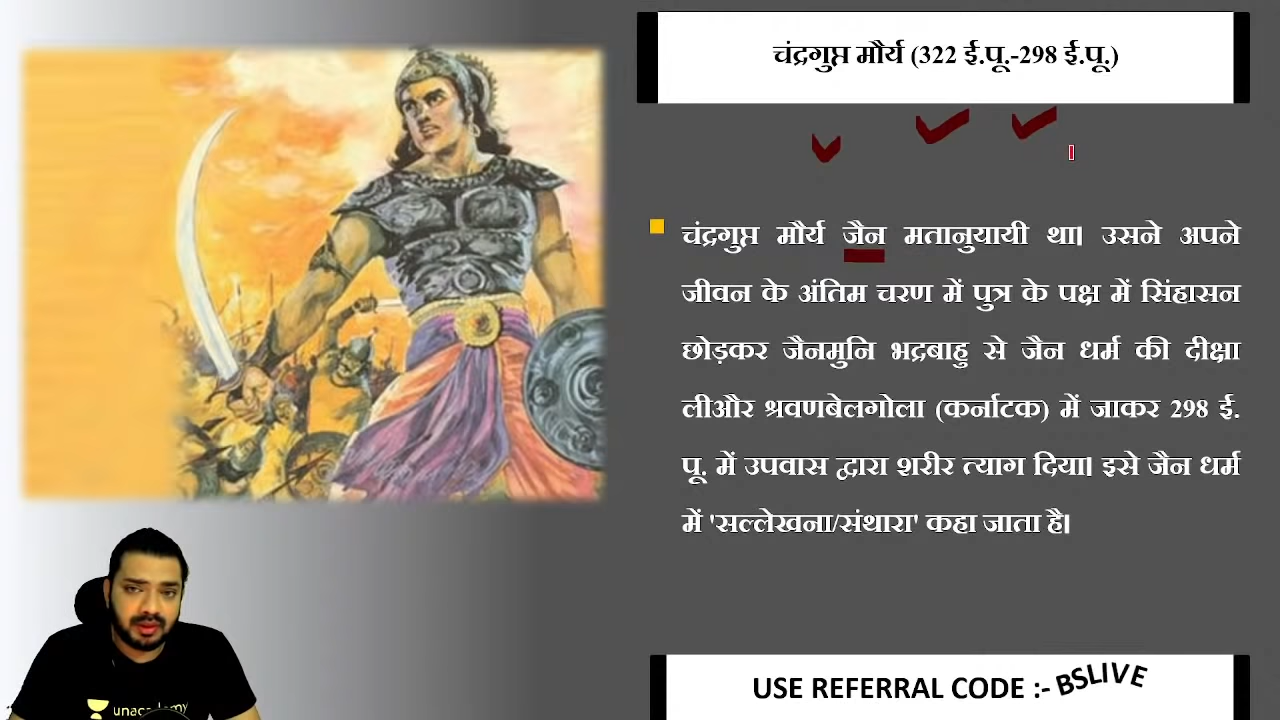 चंद्रगुप्त मौर्य (322 ई.पू.-298 ई.पू.)
चंद्रगुप्त मौर्य जैन मतानुयायी था। उसने अपने
जीवन के अंतिम चरण में पुत्र के पक्ष में सिंहासन
छोड़कर जैनमुनि भद्रबाहु से जैन धर्म की दीक्षा
लीऔर श्रवणबेलगोला (कर्नाटक) में जाकर 298 ई.
पू. में उपवास द्वारा शरीर त्याग दिया। इसे जैन धर्म
में 'सल्लेखना/संथारा' कहा जाता है।
unacademy
USE REFERRAL CODE :- BSLIVE